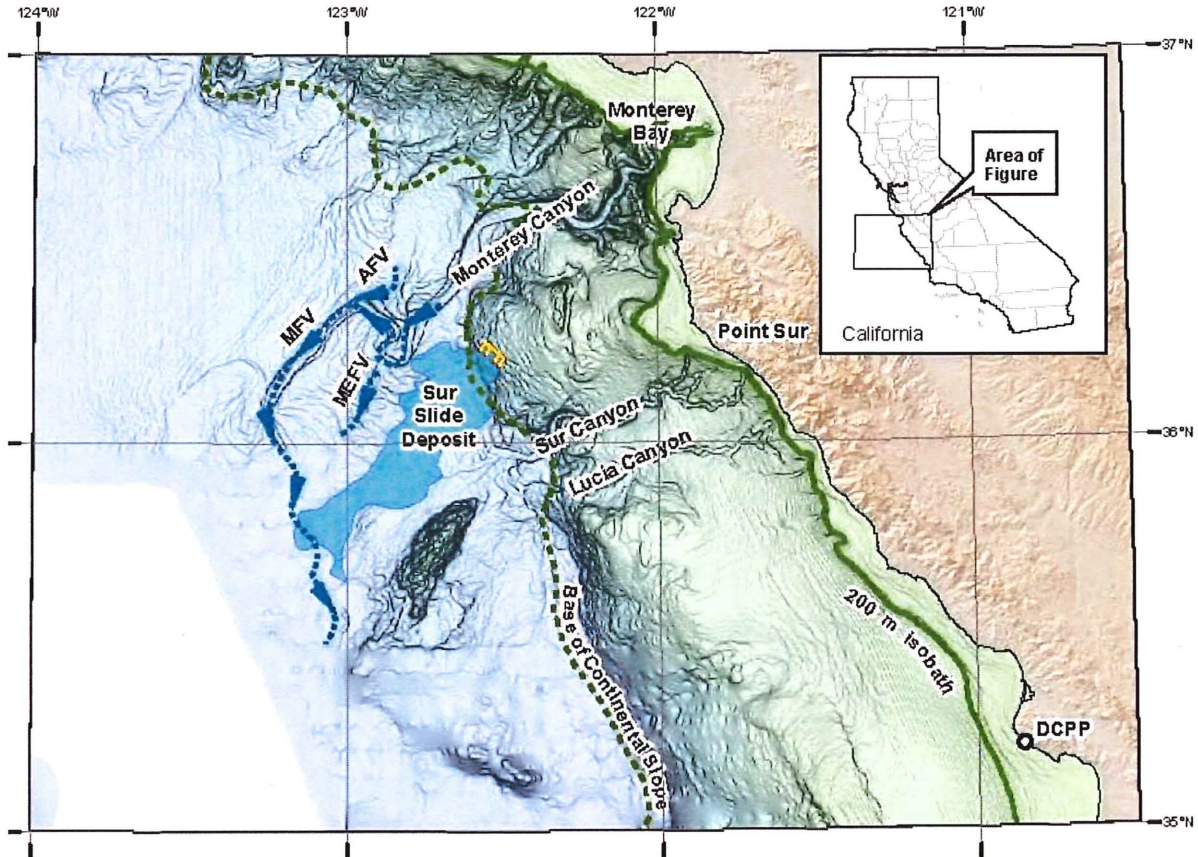 124°W
123°W
122°W
121°W
37°N
Monterey
Bay
Area of
Figure
California
Monterey Canyon
AFV
MFV
MEFV
Point Sur
Sur
Slide
Deposit
Sur Canyon
Lucia Canyon
36°N
Base of Continental Slope
200 m isobath
DCPP
35°N